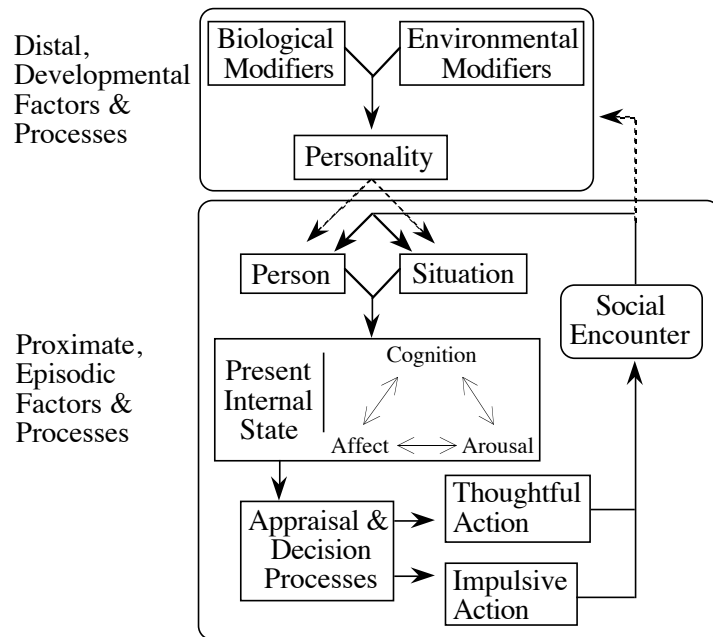 Distal,
Developmental
Factors &
Processes
Biological
Modifiers
Environmental
Modifiers
Personality
Person
Situation
Social
Encounter
Proximate,
Episodic
Factors &
Processes
Present
Internal
State
Cognition
Affect
Arousal
Appraisal &
Decision
Processes
Thoughtful
Action
Impulsive
Action